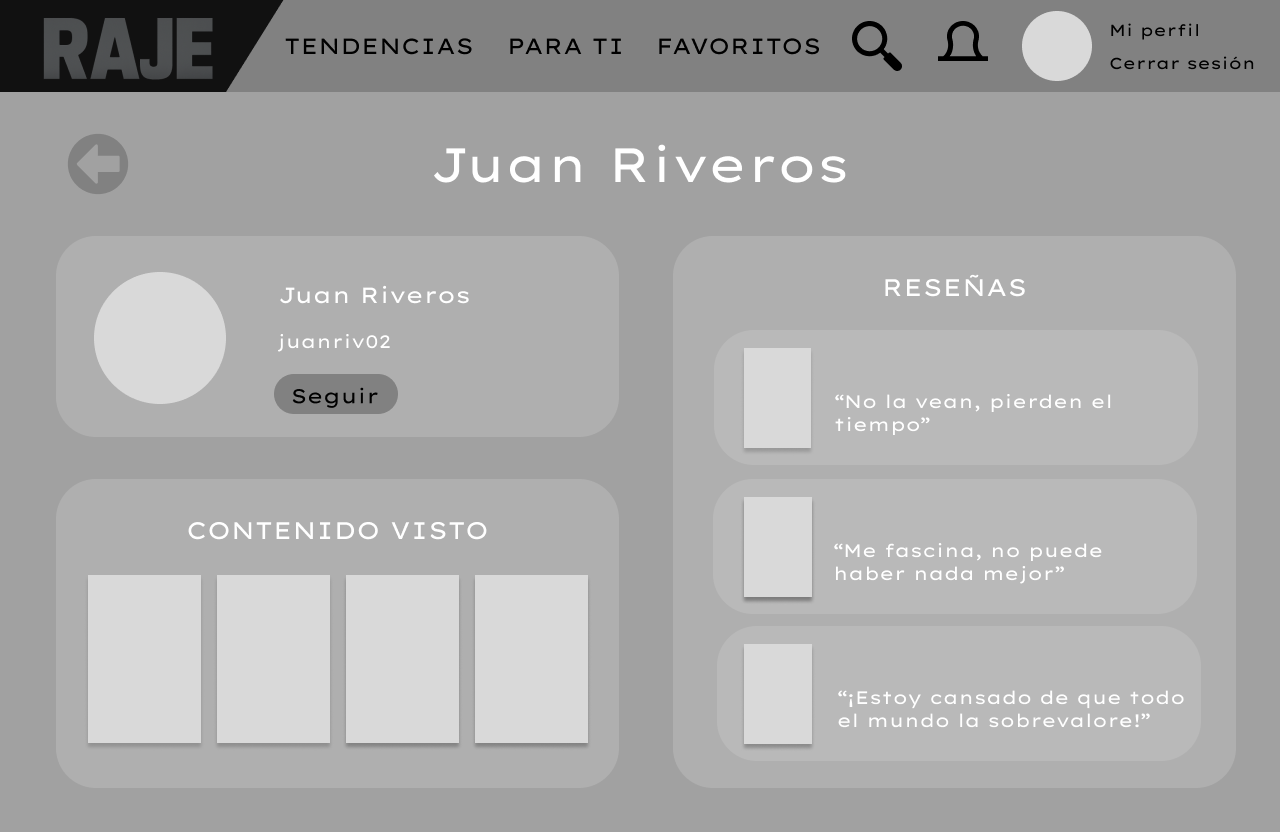 RAJE
TENDENCIAS
PARA TI
FAVORITOS
Mi perfil
Cerrar sesión
Juan Riveros
Juan Riveros
juanriv02
Seguir
CONTENIDO VISTO
RESEÑAS
“No la vean, pierden el
tiempo”
“Me fascina, no puede
haber nada mejor”
“¡Estoy cansado de que todo
el mundo la sobrevalore!”